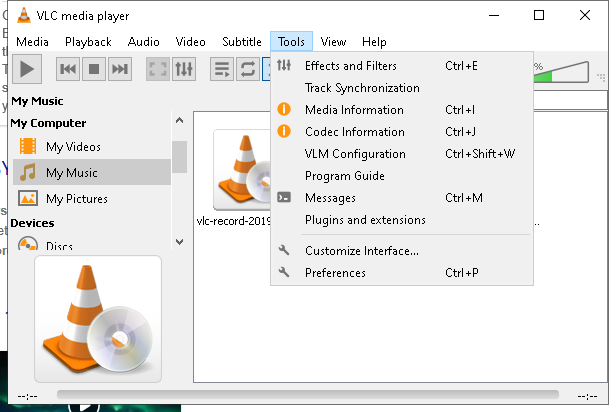 VLC media player
Media Playback Audio Video Subtitle Tools View Help
%
My Music
My Computer
My Videos
My Music
My Pictures
Devices
Discs
Effects and Filters Ctrl+E
Track Synchronization
Media Information Ctrl+I
Codec Information Ctrl+J
VLM Configuration Ctrl+Shift+W
Program Guide
Messages Ctrl+M
Plugins and extensions
Customize Interface...
Preferences Ctrl+P
vlc-record-2019
...
--:-- --:--